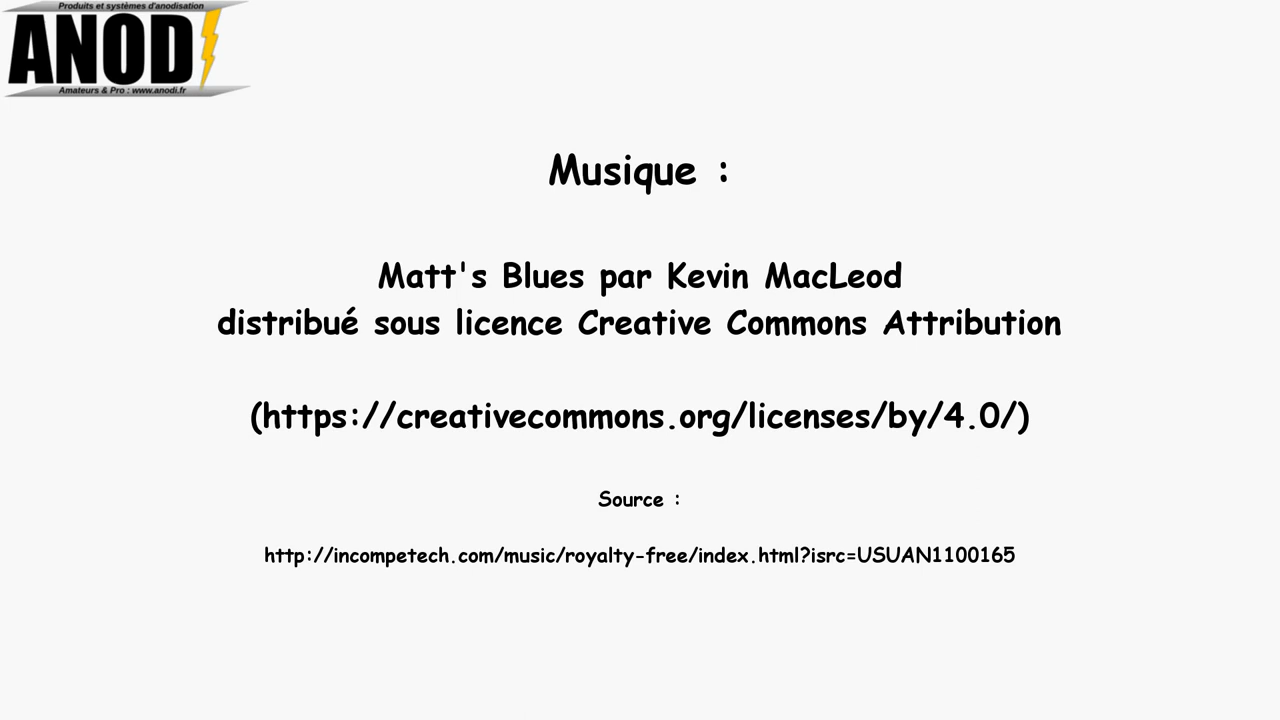 Produits et systèmes d'anodisation
ANODI
Amateurs & Pro : www.anodi.fr
Musique :
Matt's Blues par Kevin MacLeod
distribué sous licence Creative Commons Attribution
(https://creativecommons.org/licenses/by/4.0/)
Source :
http://incompetech.com/music/royalty-free/index.html?isrc=USUAN1100165